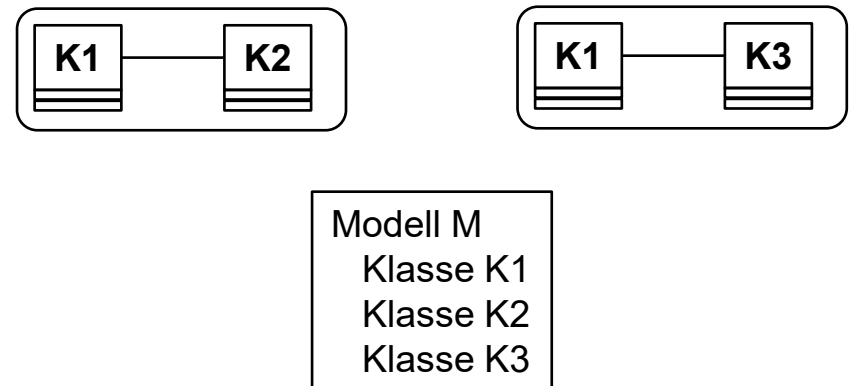 K1 K2
K1 K3
Modell M
Klasse K1
Klasse K2
Klasse K3